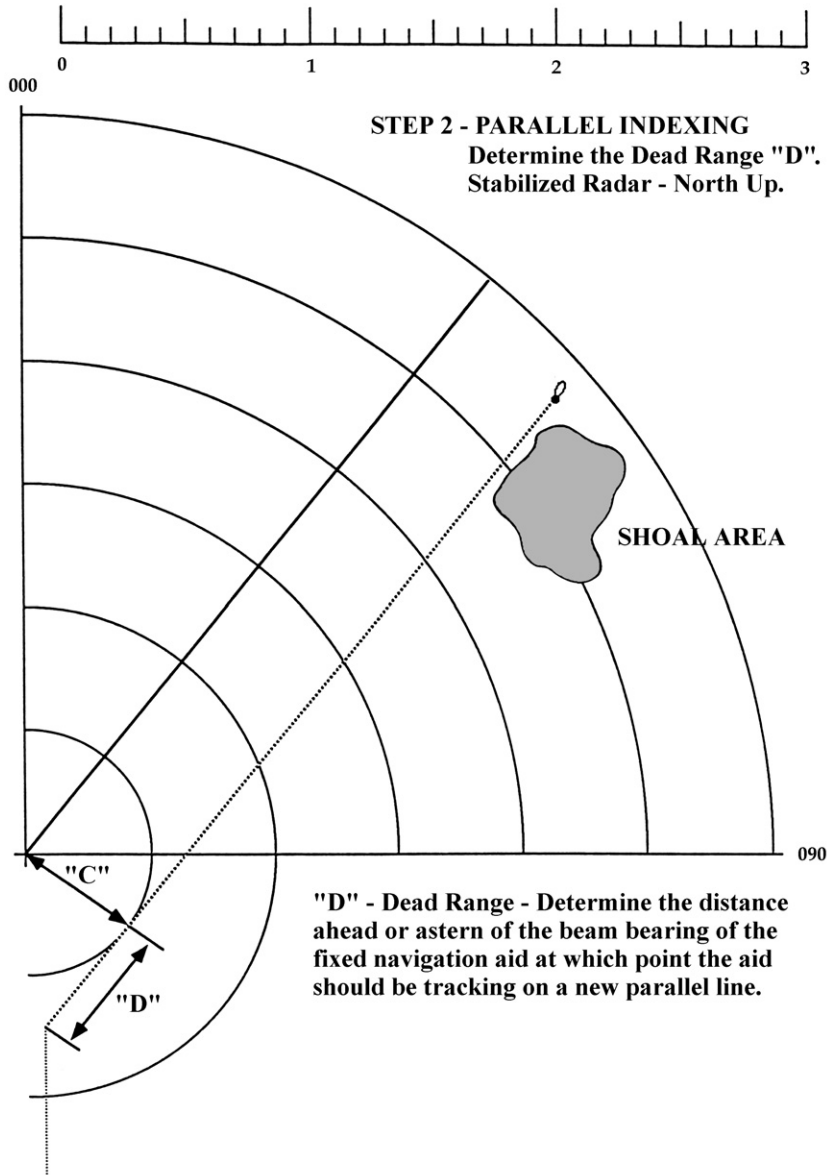 0 1 2 3
000
STEP 2 - PARALLEL INDEXING
Determine the Dead Range "D".
Stabilized Radar - North Up.
SHOAL AREA
090
"C"
"D" - Dead Range - Determine the distance
ahead or astern of the beam bearing of the
fixed navigation aid at which point the aid
should be tracking on a new parallel line.
"D"